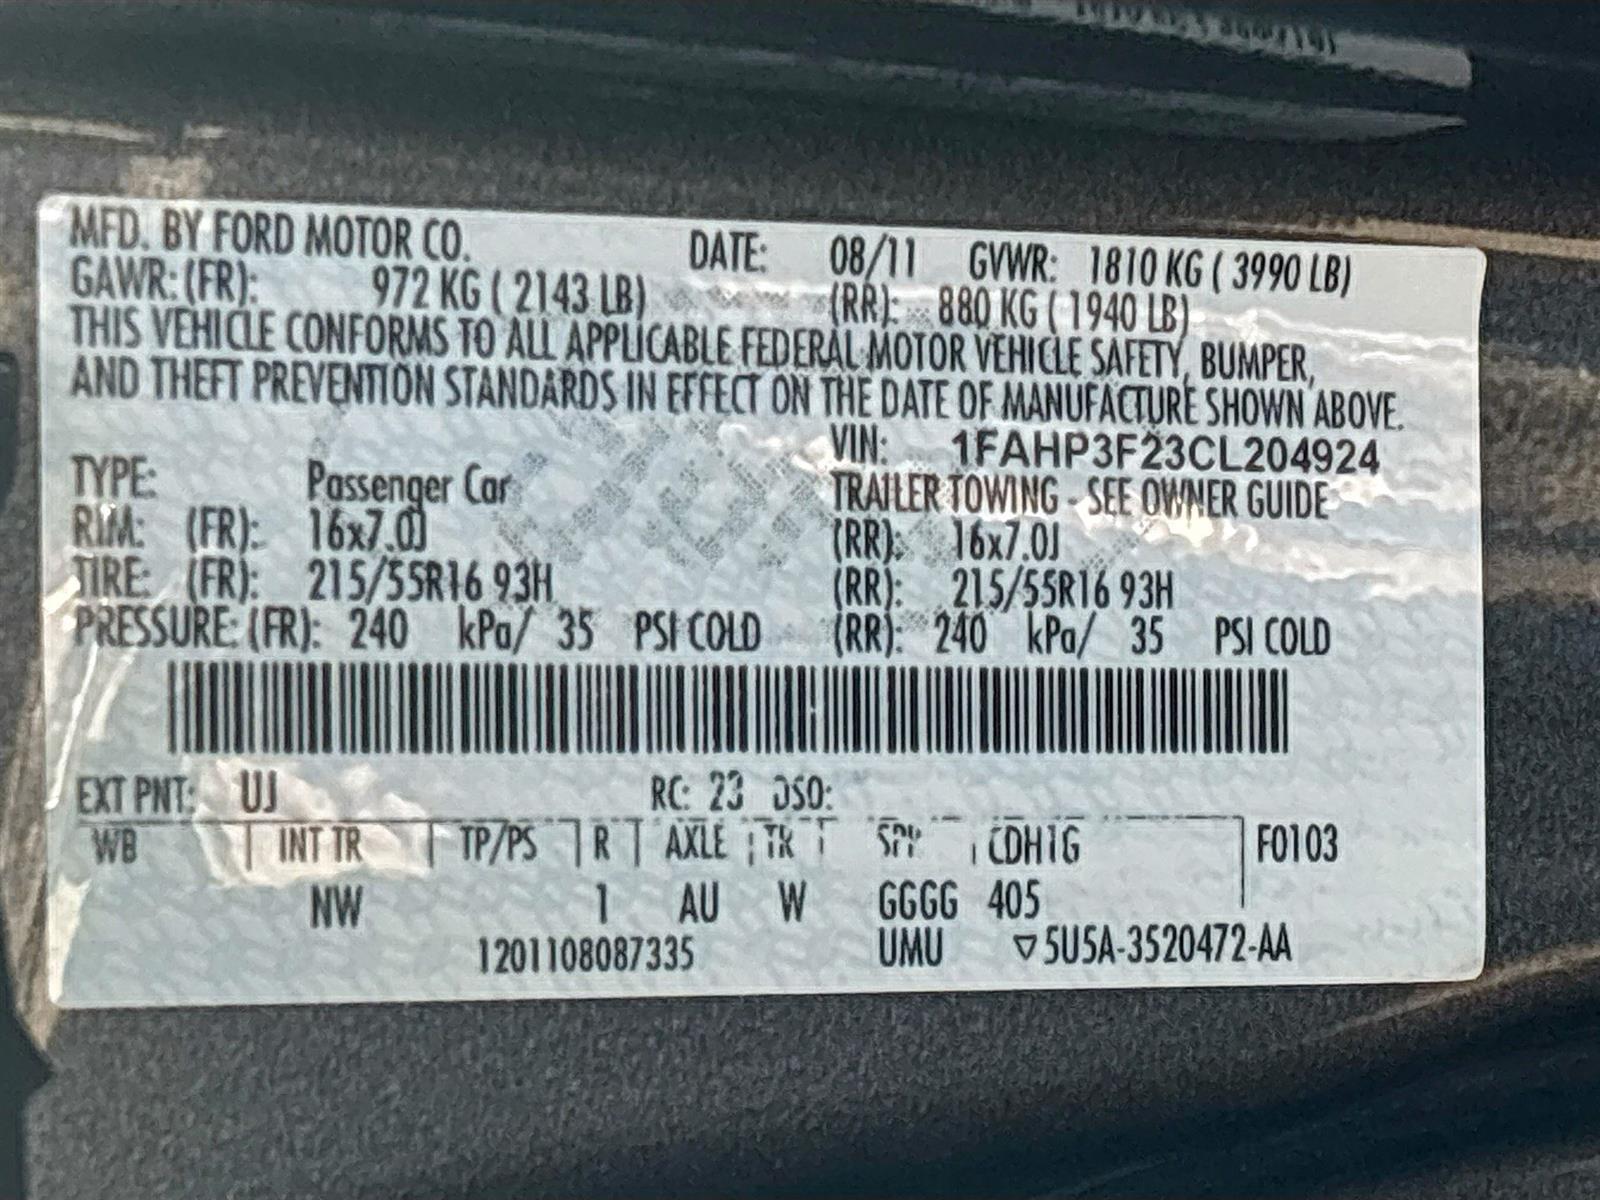 MFD. BY FORD MOTOR CO. DATE: 08/11 GVWR: 1810 KG ( 3990 LB)
GAWR: (FR): 972 KG ( 2143 LB) (RR): 880 KG ( 1940 LB)
THIS VEHICLE CONFORMS TO ALL APPLICABLE FEDERAL MOTOR VEHICLE SAFETY, BUMPER,
AND THEFT PREVENTION STANDARDS IN EFFECT ON THE DATE OF MANUFACTURE SHOWN ABOVE.
VIN: 1FAHP3F23CL204924
TYPE: Passenger Car TRAILER TOWING - SEE OWNER GUIDE
RIM: (FR): 16x7.0J (RR): 16x7.0J
TIRE: (FR): 215/55R16 93H (RR): 215/55R16 93H
PRESSURE: (FR): 240 kPa/ 35 PSI COLD (RR): 240 kPa/ 35 PSI COLD
EXT PNT: UJ RC: 23 DSO:
WB INT TR TP/PS R AXLE TR SPR CDH1G F0103
NW 1 AU W GGGG 405
1201108087335 UMU ▽5U5A-3520472-AA